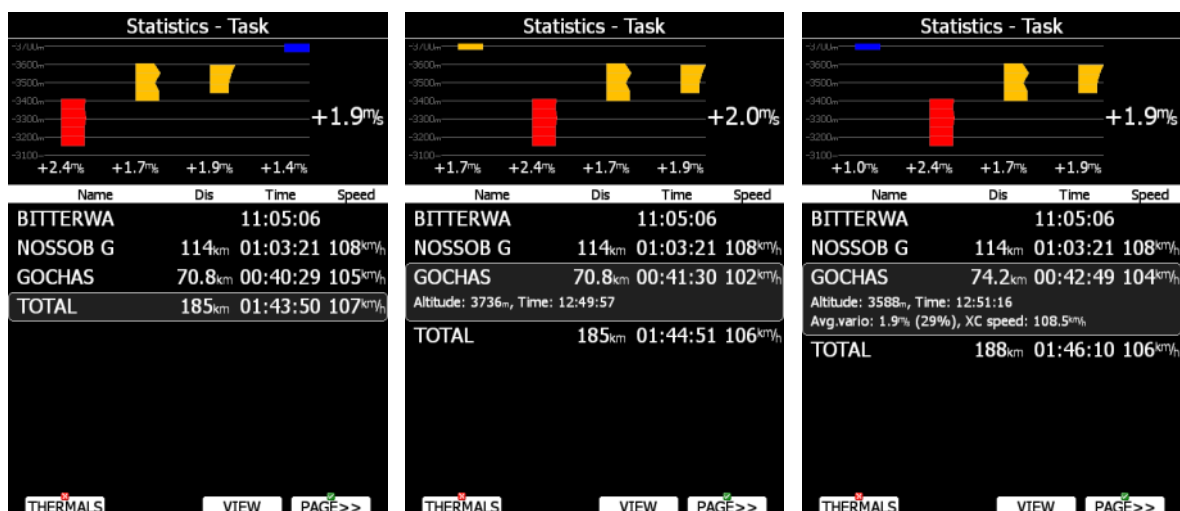 Statistics - Task
-3700m
-3600m
-3500m
-3400m
-3300m
-3200m
-3100m
+1.9m/s
+2.4m/s +1.7m/s +1.9m/s +1.4m/s
Name Dis Time Speed
BITTERWA 11:05:06
NOSSOB G 114km 01:03:21 108km/h
GOCHAS 70.8km 00:40:29 105km/h
TOTAL 185km 01:43:50 107km/h
THERMALS VIEW PAGE>>
Statistics - Task
-3700m
-3600m
-3500m
-3400m
-3300m
-3200m
-3100m
+2.0m/s
+1.7m/s +2.4m/s +1.7m/s +1.9m/s
Name Dis Time Speed
BITTERWA 11:05:06
NOSSOB G 114km 01:03:21 108km/h
GOCHAS 70.8km 00:41:30 102km/h
Altitude: 3736m, Time: 12:49:57
TOTAL 185km 01:44:51 106km/h
THERMALS VIEW PAGE>>
Statistics - Task
-3700m
-3600m
-3500m
-3400m
-3300m
-3200m
-3100m
+1.9m/s
+1.0m/s +2.4m/s +1.7m/s +1.9m/s
Name Dis Time Speed
BITTERWA 11:05:06
NOSSOB G 114km 01:03:21 108km/h
GOCHAS 74.2km 00:42:49 104km/h
Altitude: 3588m, Time: 12:51:16
Avg.vario: 1.9m/s (29%), XC speed: 108.5km/h
TOTAL 188km 01:46:10 106km/h
THERMALS VIEW PAGE>>